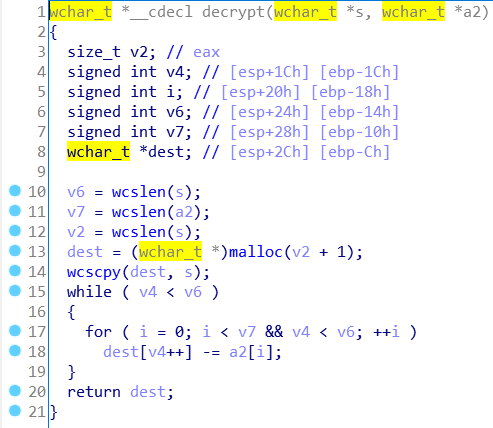 1 wchar_t *__cdecl decrypt(wchar_t *s, wchar_t *a2)
2 {
3 size_t v2; // eax
4 signed int v4; // [esp+1Ch] [ebp-1Ch]
5 signed int i; // [esp+20h] [ebp-18h]
6 signed int v6; // [esp+24h] [ebp-14h]
7 signed int v7; // [esp+28h] [ebp-10h]
8 wchar_t *dest; // [esp+2Ch] [ebp-Ch]
9
10 v6 = wcslen(s);
11 v7 = wcslen(a2);
12 v2 = wcslen(s);
13 dest = (wchar_t *)malloc(v2 + 1);
14 wcscpy(dest, s);
15 while ( v4 < v6 )
16 {
17 for ( i = 0; i < v7 && v4 < v6; ++i )
18 dest[v4++] -= a2[i];
19 }
20 return dest;
21 }